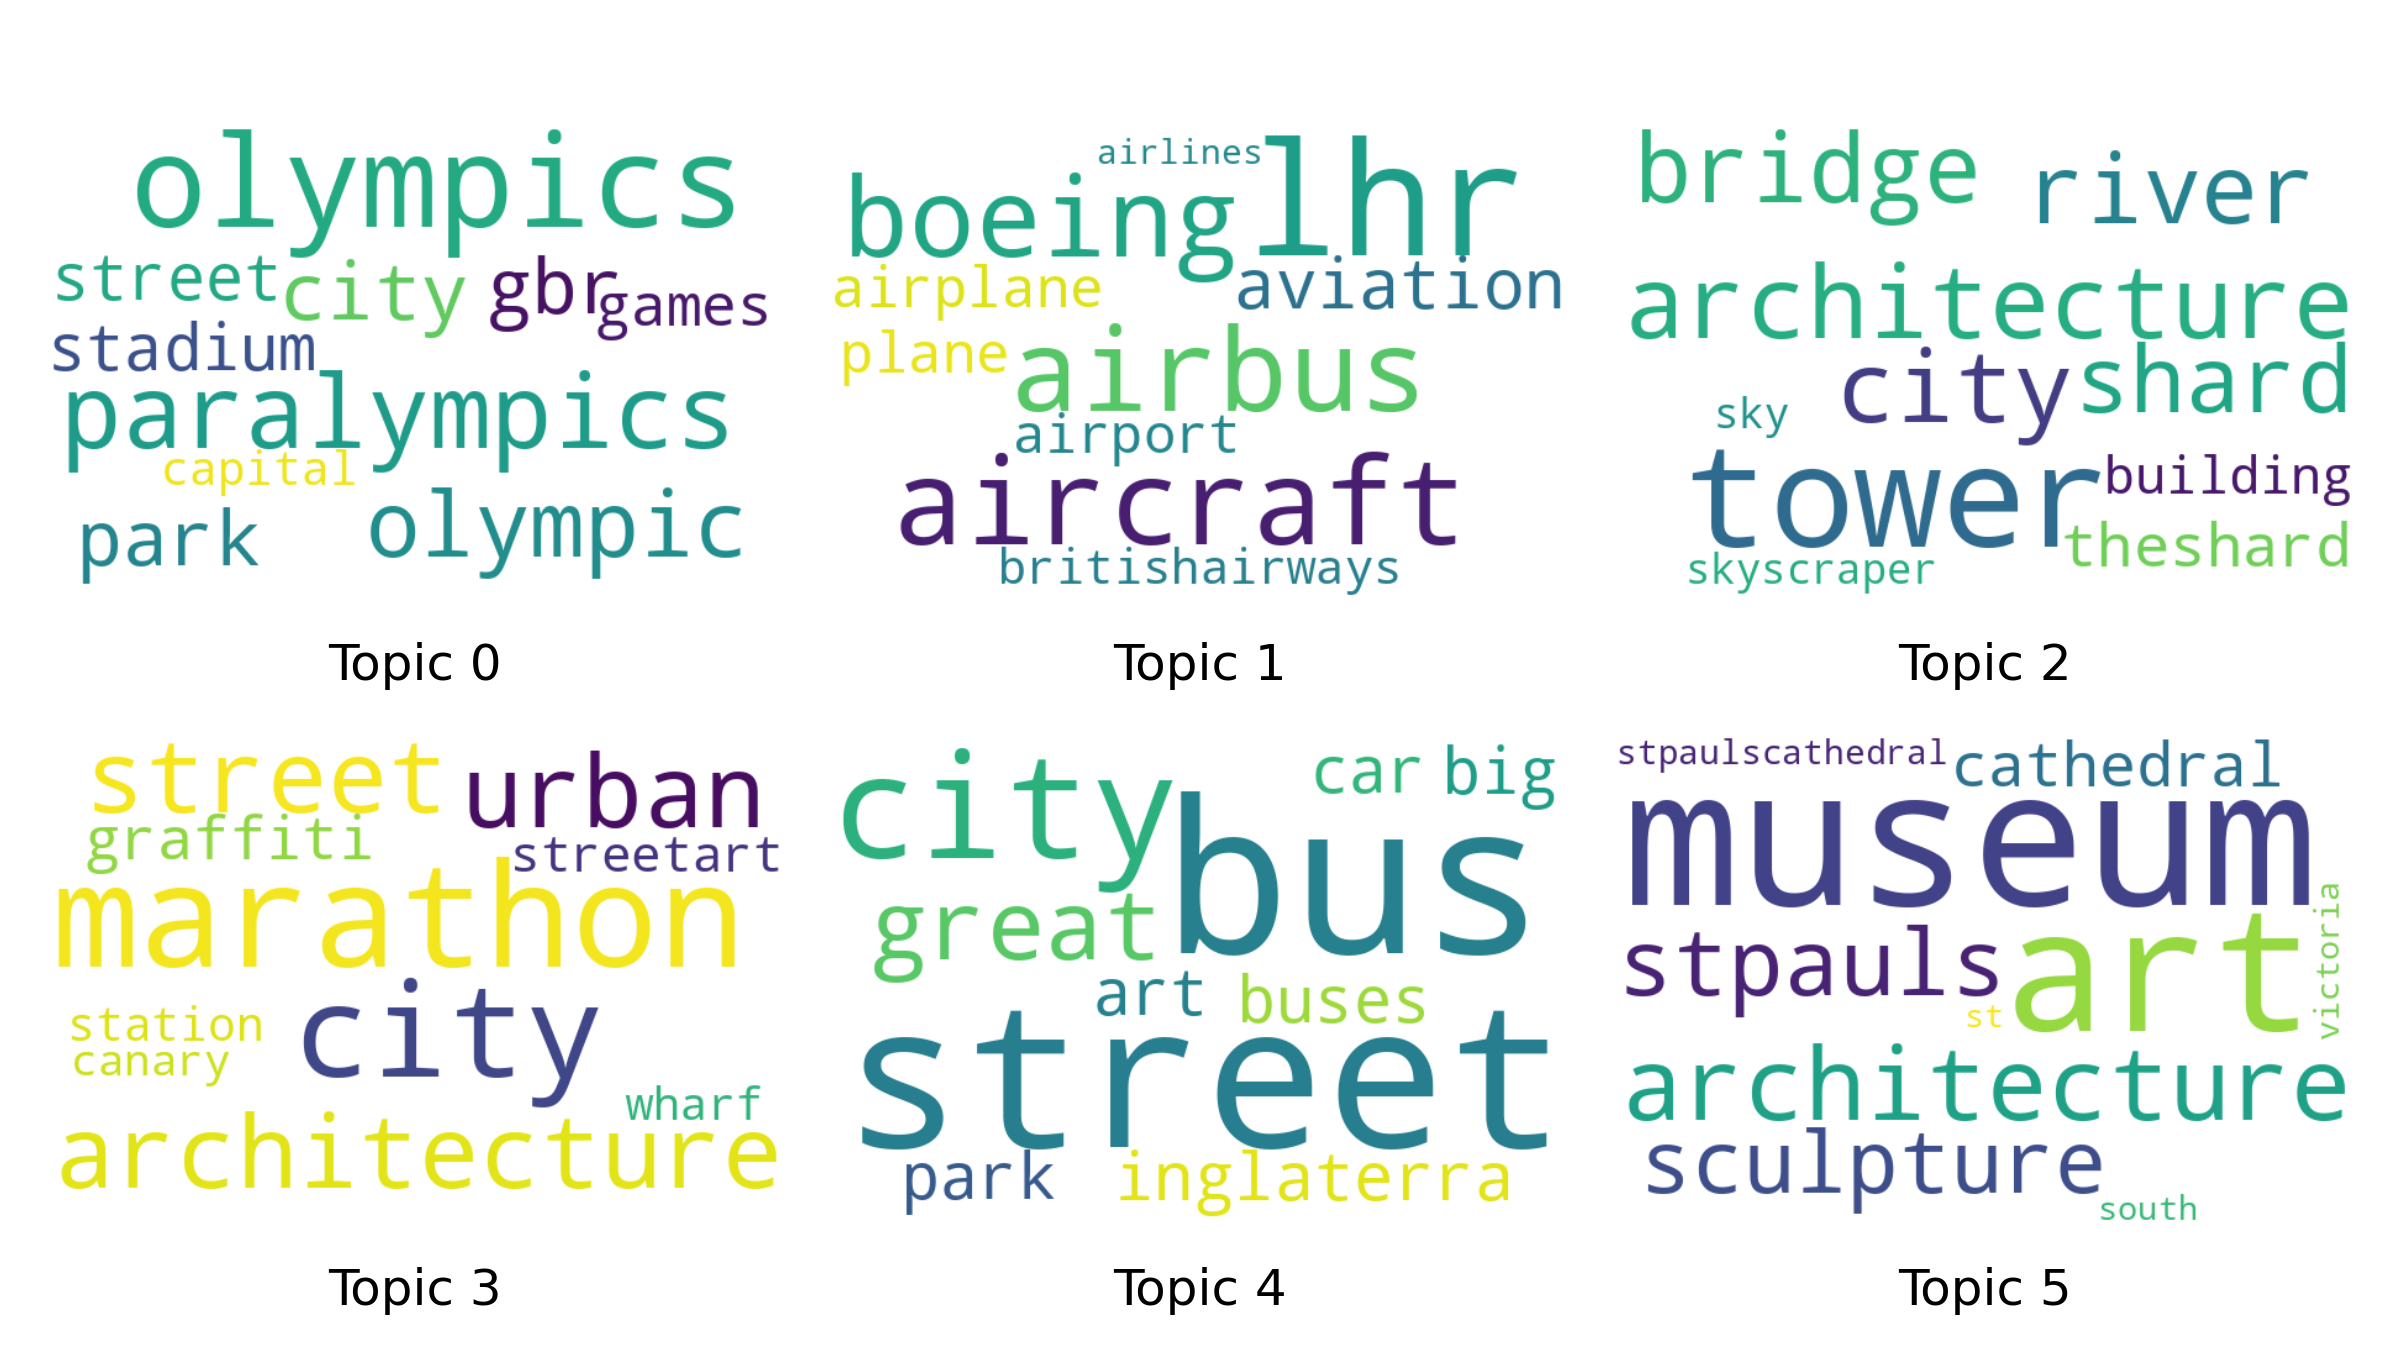 olympics
street city gbr games
stadium
paralympics
capital
park olympic
Topic 0
airlines
boeing lhr
airplane aviation
plane airbus
airport
aircraft
britishairways
Topic 1
bridge river
architecture
city shard
sky
tower building
theshard
skyscraper
Topic 2
street urban
graffiti streetart
marathon
station city
canary
wharf
architecture
Topic 3
city car big
bus
great
art buses
street
park inglaterra
Topic 4
stpaulscathedral cathedral
museum
stpauls art victoria
st
architecture
sculpture
south
Topic 5